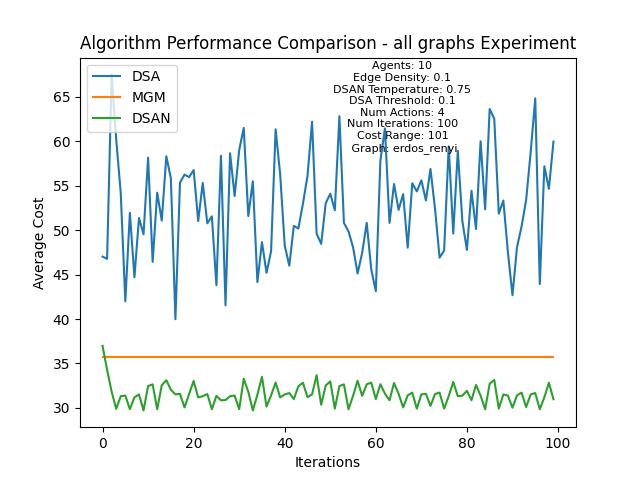 Algorithm Performance Comparison - all graphs Experiment
DSA
MGM
DSAN
Agents: 10
Edge Density: 0.1
DSAN Temperature: 0.75
DSA Threshold: 0.1
Num Actions: 4
Num Iterations: 100
Cost Range: 101
Graph: erdos_renyi
Average Cost
65
60
55
50
45
40
35
30
0
20
40
60
80
100
Iterations